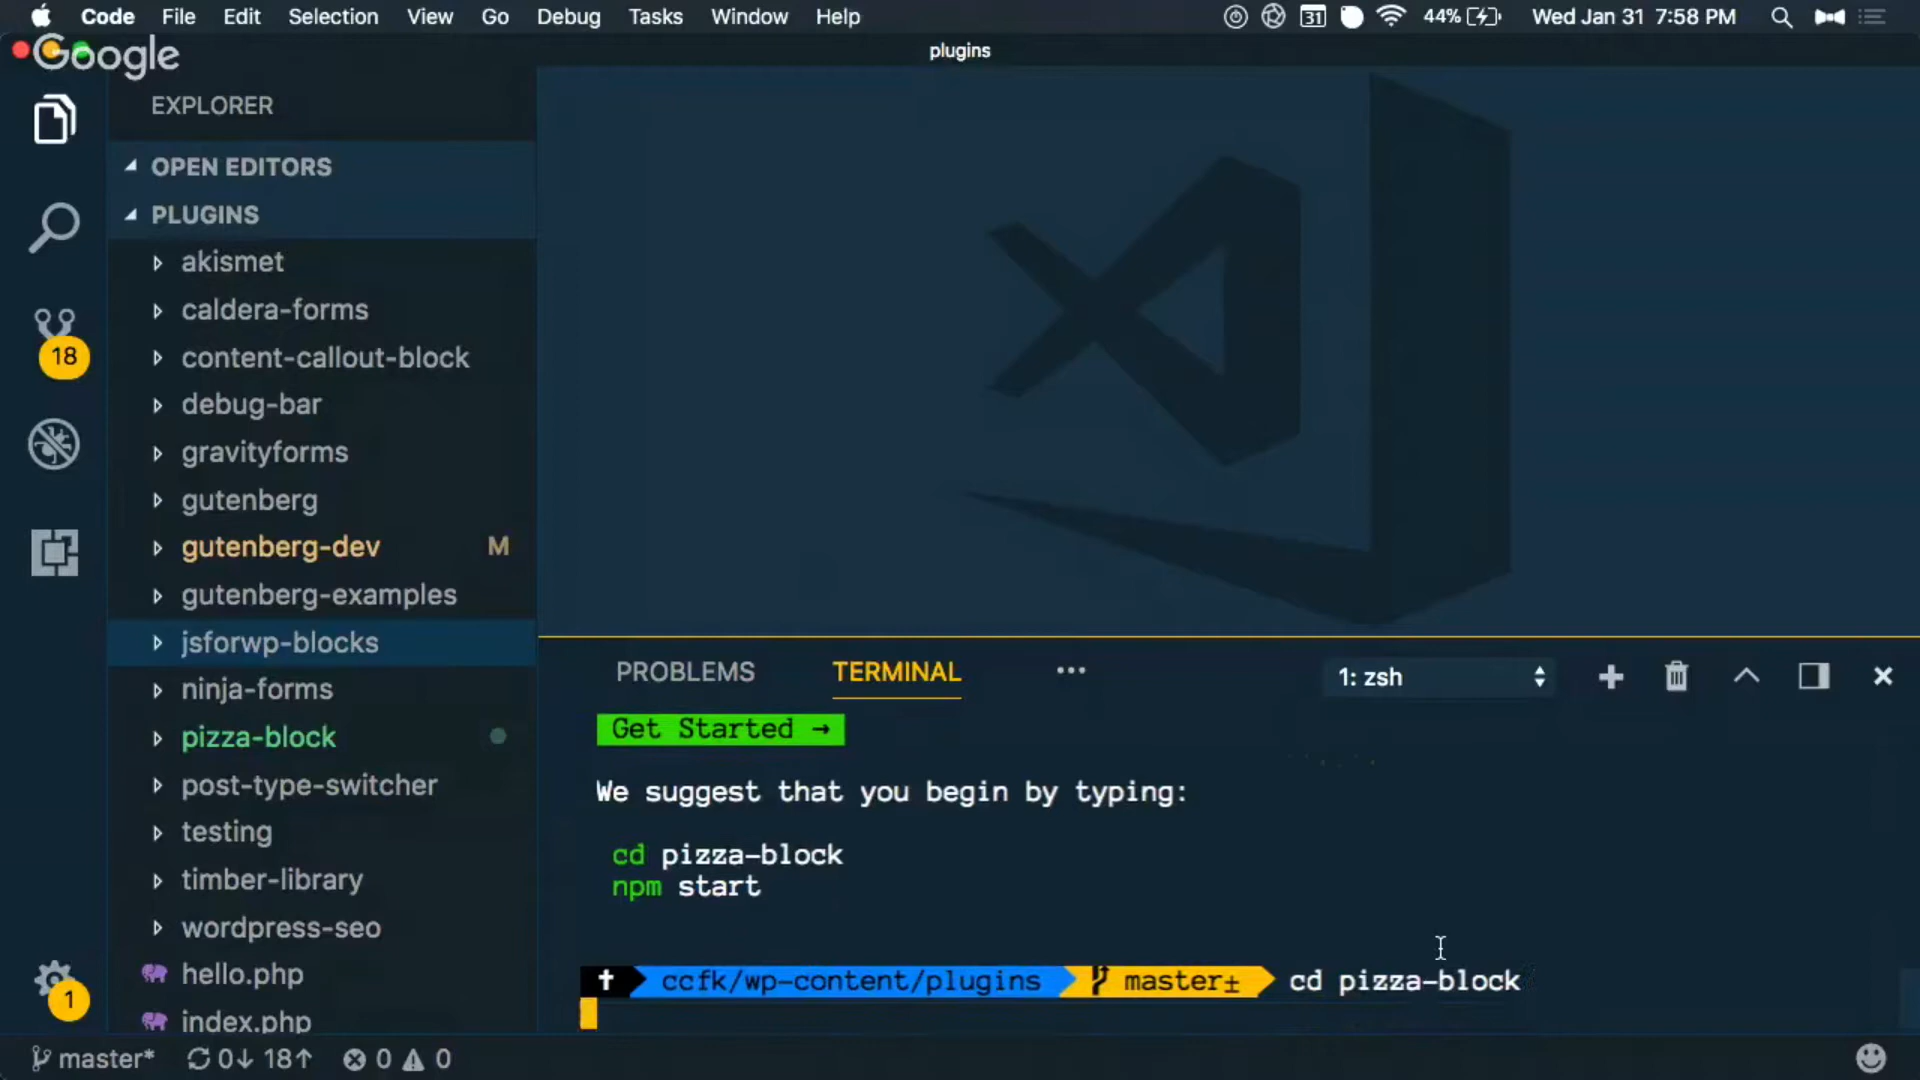 Code File Edit Selection View Go Debug Tasks Window Help 31 44% Wed Jan 31 7:58 PM
Google
plugins
EXPLORER
OPEN EDITORS
PLUGINS
akismet
caldera-forms
content-callout-block
18
debug-bar
gravityforms
gutenberg
gutenberg-dev M
gutenberg-examples
jsforwp-blocks
ninja-forms
pizza-block
post-type-switcher
testing
timber-library
wordpress-seo
hello.php
1
index.php
PROBLEMS TERMINAL ··· 1: zsh
Get Started →
We suggest that you begin by typing:
cd pizza-block
npm start
✝ ccfk/wp-content/plugins master± cd pizza-block
master* 0↓ 18↑ 0 0